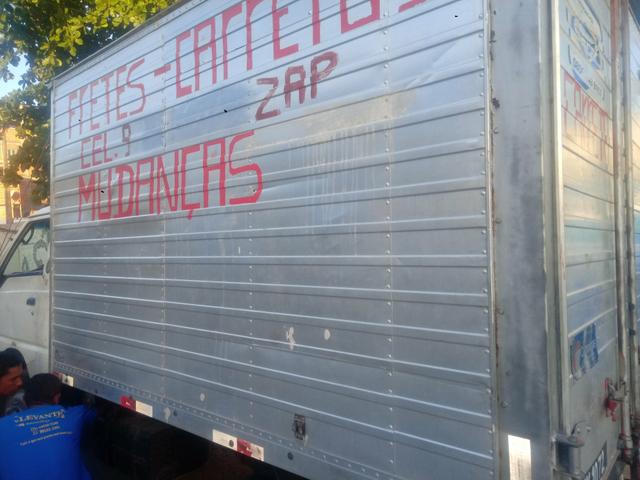 FRETES-CARRETOS
CEL. 9
ZAP
MUDANÇAS
LEVANTE